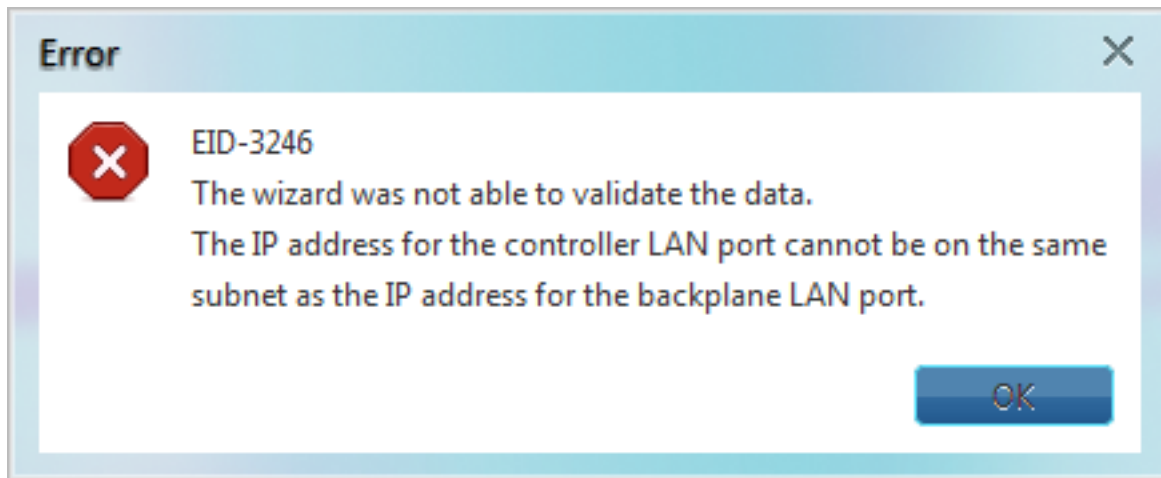 Error
EID-3246
The wizard was not able to validate the data.
The IP address for the controller LAN port cannot be on the same
subnet as the IP address for the backplane LAN port.
OK